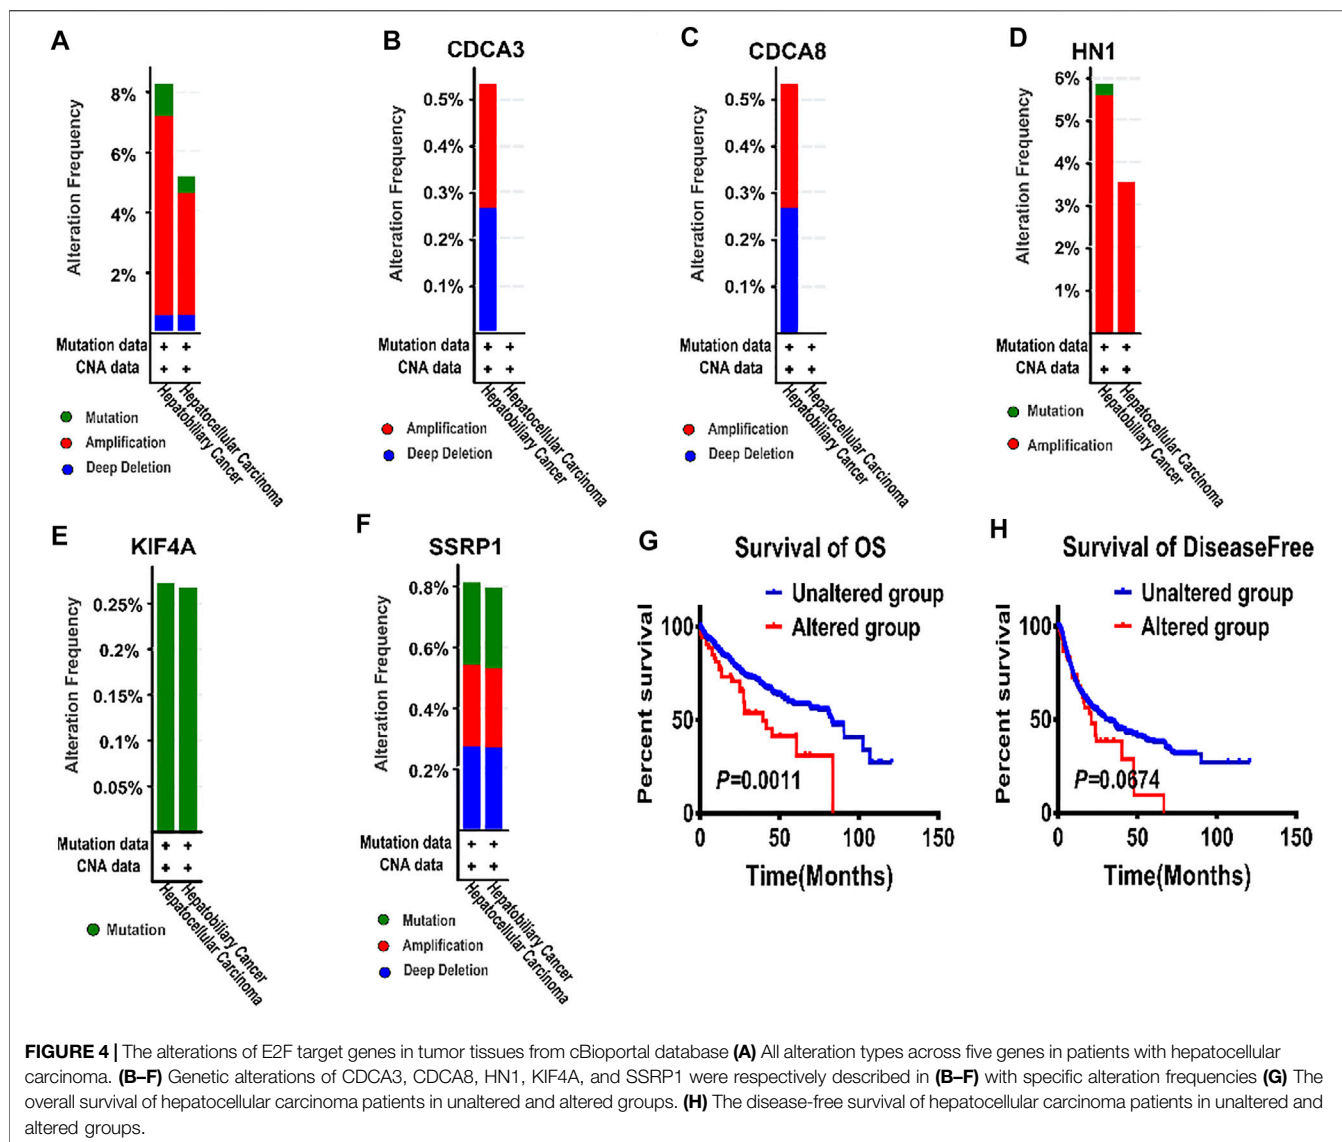 A
Alteration Frequency
8%
6%
4%
2%
Mutation data + +
CNA data + +
Hepatobiliary Cancer
Hepatocellular Carcinoma
Mutation
Amplification
Deep Deletion
B
CDCA3
Alteration Frequency
0.5%
0.4%
0.3%
0.2%
0.1%
Mutation data + +
CNA data + +
Hepatobiliary Cancer
Hepatocellular Carcinoma
Amplification
Deep Deletion
C
CDCA8
Alteration Frequency
0.5%
0.4%
0.3%
0.2%
0.1%
Mutation data + +
CNA data + +
Hepatobiliary Cancer
Hepatocellular Carcinoma
Amplification
Deep Deletion
D
HN1
Alteration Frequency
6%
5%
4%
3%
2%
1%
Mutation data + +
CNA data + +
Hepatobiliary Cancer
Hepatocellular Carcinoma
Mutation
Amplification
E
KIF4A
Alteration Frequency
0.25%
0.2%
0.15%
0.1%
0.05%
Mutation data + +
CNA data + +
Hepatocellular Carcinoma
Hepatobiliary Cancer
Mutation
F
SSRP1
Alteration Frequency
0.8%
0.6%
0.4%
0.2%
Mutation data + +
CNA data + +
Hepatocellular Carcinoma
Hepatobiliary Cancer
Mutation
Amplification
Deep Deletion
G
Survival of OS
Unaltered group
Altered group
Percent survival
100
50
0
P=0.0011
0 50 100 150
Time(Months)
H
Survival of DiseaseFree
Unaltered group
Altered group
Percent survival
100
50
0
P=0.0674
0 50 100 150
Time(Months)
FIGURE 4 | The alterations of E2F target genes in tumor tissues from cBioportal database (A) All alteration types across five genes in patients with hepatocellular
carcinoma. (B–F) Genetic alterations of CDCA3, CDCA8, HN1, KIF4A, and SSRP1 were respectively described in (B–F) with specific alteration frequencies (G) The
overall survival of hepatocellular carcinoma patients in unaltered and altered groups. (H) The disease-free survival of hepatocellular carcinoma patients in unaltered and
altered groups.